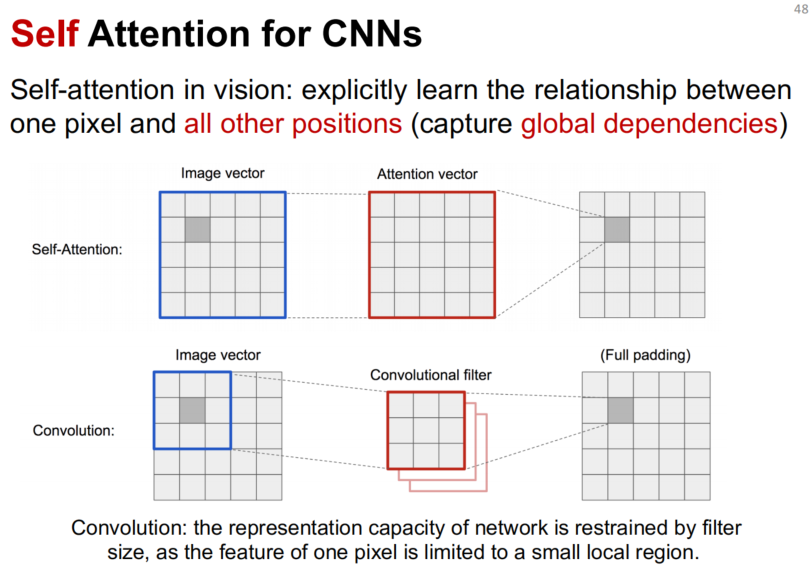 48
Self Attention for CNNs
Self-attention in vision: explicitly learn the relationship between
one pixel and all other positions (capture global dependencies)
Image vector
Attention vector
Self-Attention:
Image vector
Convolutional filter
(Full padding)
Convolution:
Convolution: the representation capacity of network is restrained by filter
size, as the feature of one pixel is limited to a small local region.